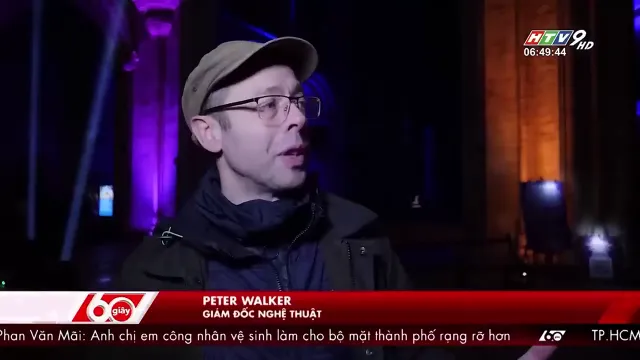 HTV9 HD
06:49:44
60 giây
PETER WALKER
GIÁM ĐỐC NGHỆ THUẬT
Phan Văn Mãi: Anh chị em công nhân vệ sinh làm cho bộ mặt thành phố rạng rỡ hơn 60 TP.HCM